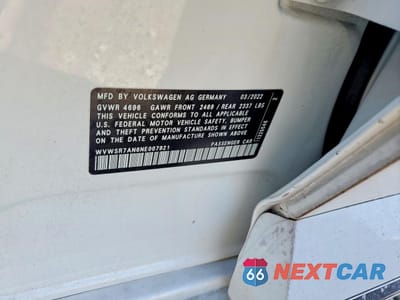 MFD BY VOLKSWAGEN AG GERMANY 03/2022
GVWR 4696 GAWR FRONT 2469 / REAR 2337 LBS
THIS VEHICLE CONFORMS TO ALL APPLICABLE
U.S. FEDERAL MOTOR VEHICLE SAFETY, BUMPER
AND THEFT PREVENTION STANDARDS IN EFFECT
ON THE DATE OF MANUFACTURE SHOWN ABOVE
WVWSR7AN6NE007821 PASSENGER CAR
66 NEXTCAR